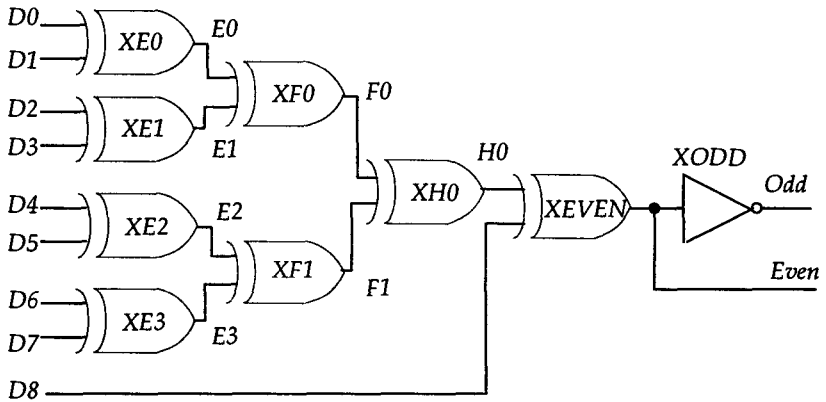 D0
D1
XE0
E0
D2
D3
XE1
E1
XF0
F0
D4
D5
XE2
E2
D6
D7
XE3
E3
XF1
F1
XH0
H0
D8
XEVEN
XODD
Odd
Even